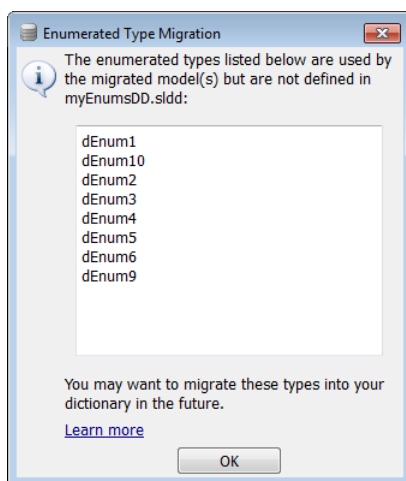 Enumerated Type Migration
The enumerated types listed below are used by
the migrated model(s) but are not defined in
myEnumsDD.sldd:
dEnum1
dEnum10
dEnum2
dEnum3
dEnum4
dEnum5
dEnum6
dEnum9
You may want to migrate these types into your
dictionary in the future.
Learn more
OK